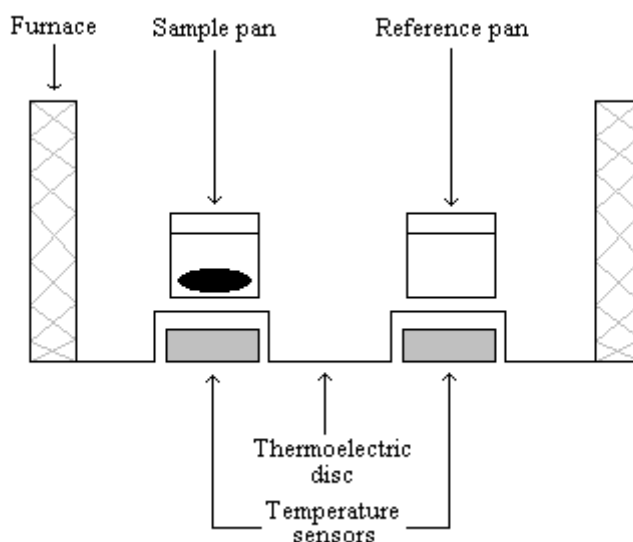 Furnace
Sample pan
Reference pan
Thermoelectric
disc
Temperature
sensors